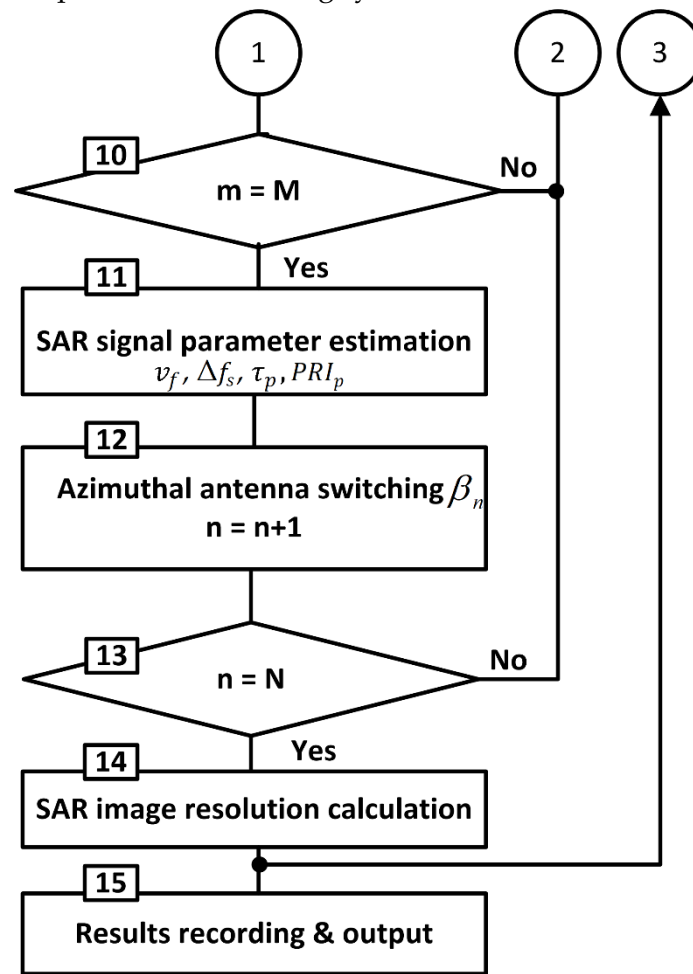 1
2
3
10
m = M
No
Yes
11
SAR signal parameter estimation
v_f, Δf_s, τ_p, PRI_p
12
Azimuthal antenna switching β_n
n = n+1
13
n = N
No
Yes
14
SAR image resolution calculation
15
Results recording & output